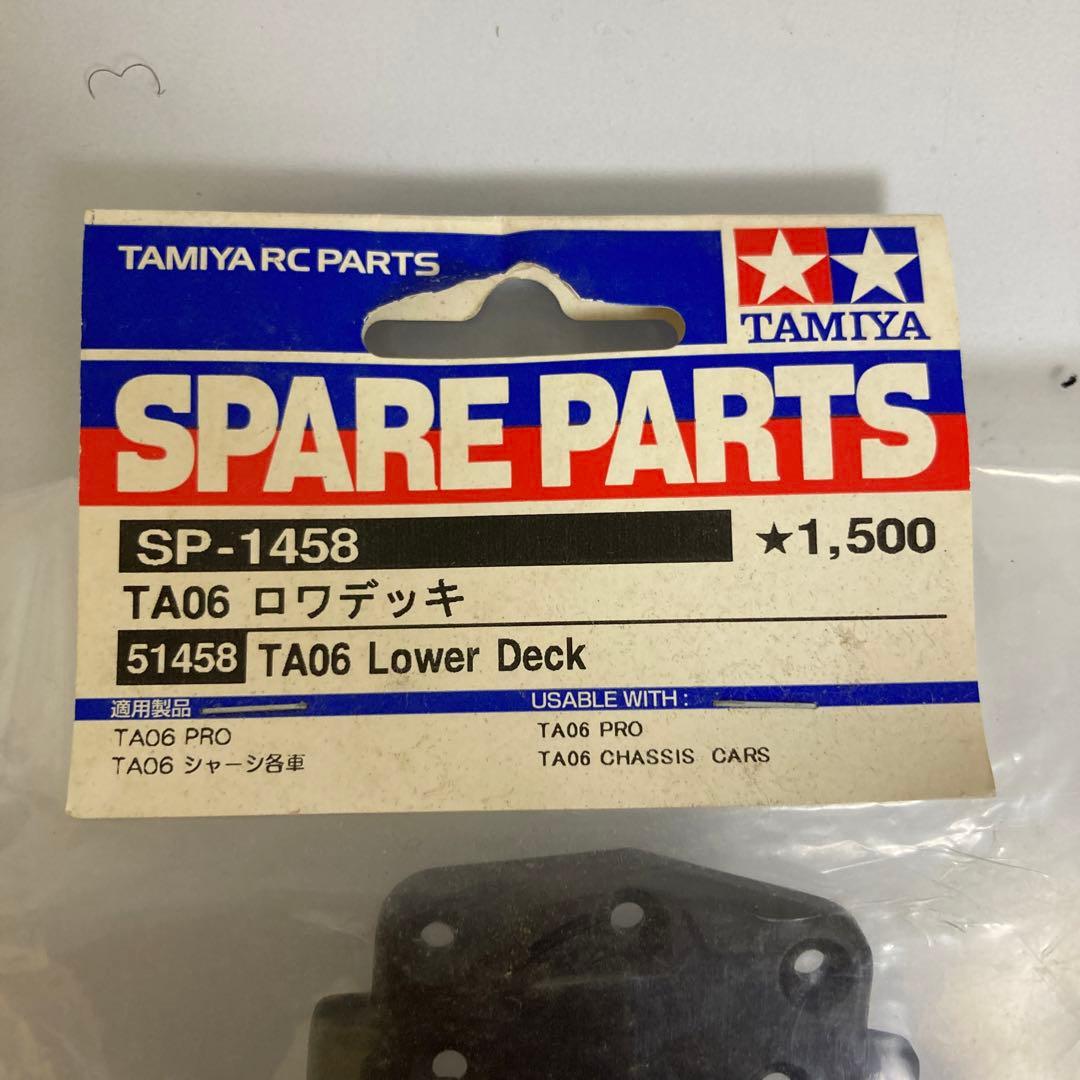 TAMIYA RC PARTS
TAMIYA
SPARE PARTS
SP-1458 ★1,500
TA06 ロワデッキ
51458 TA06 Lower Deck
適用製品
TA06 PRO
TA06 シャーシ各車
USABLE WITH :
TA06 PRO
TA06 CHASSIS CARS